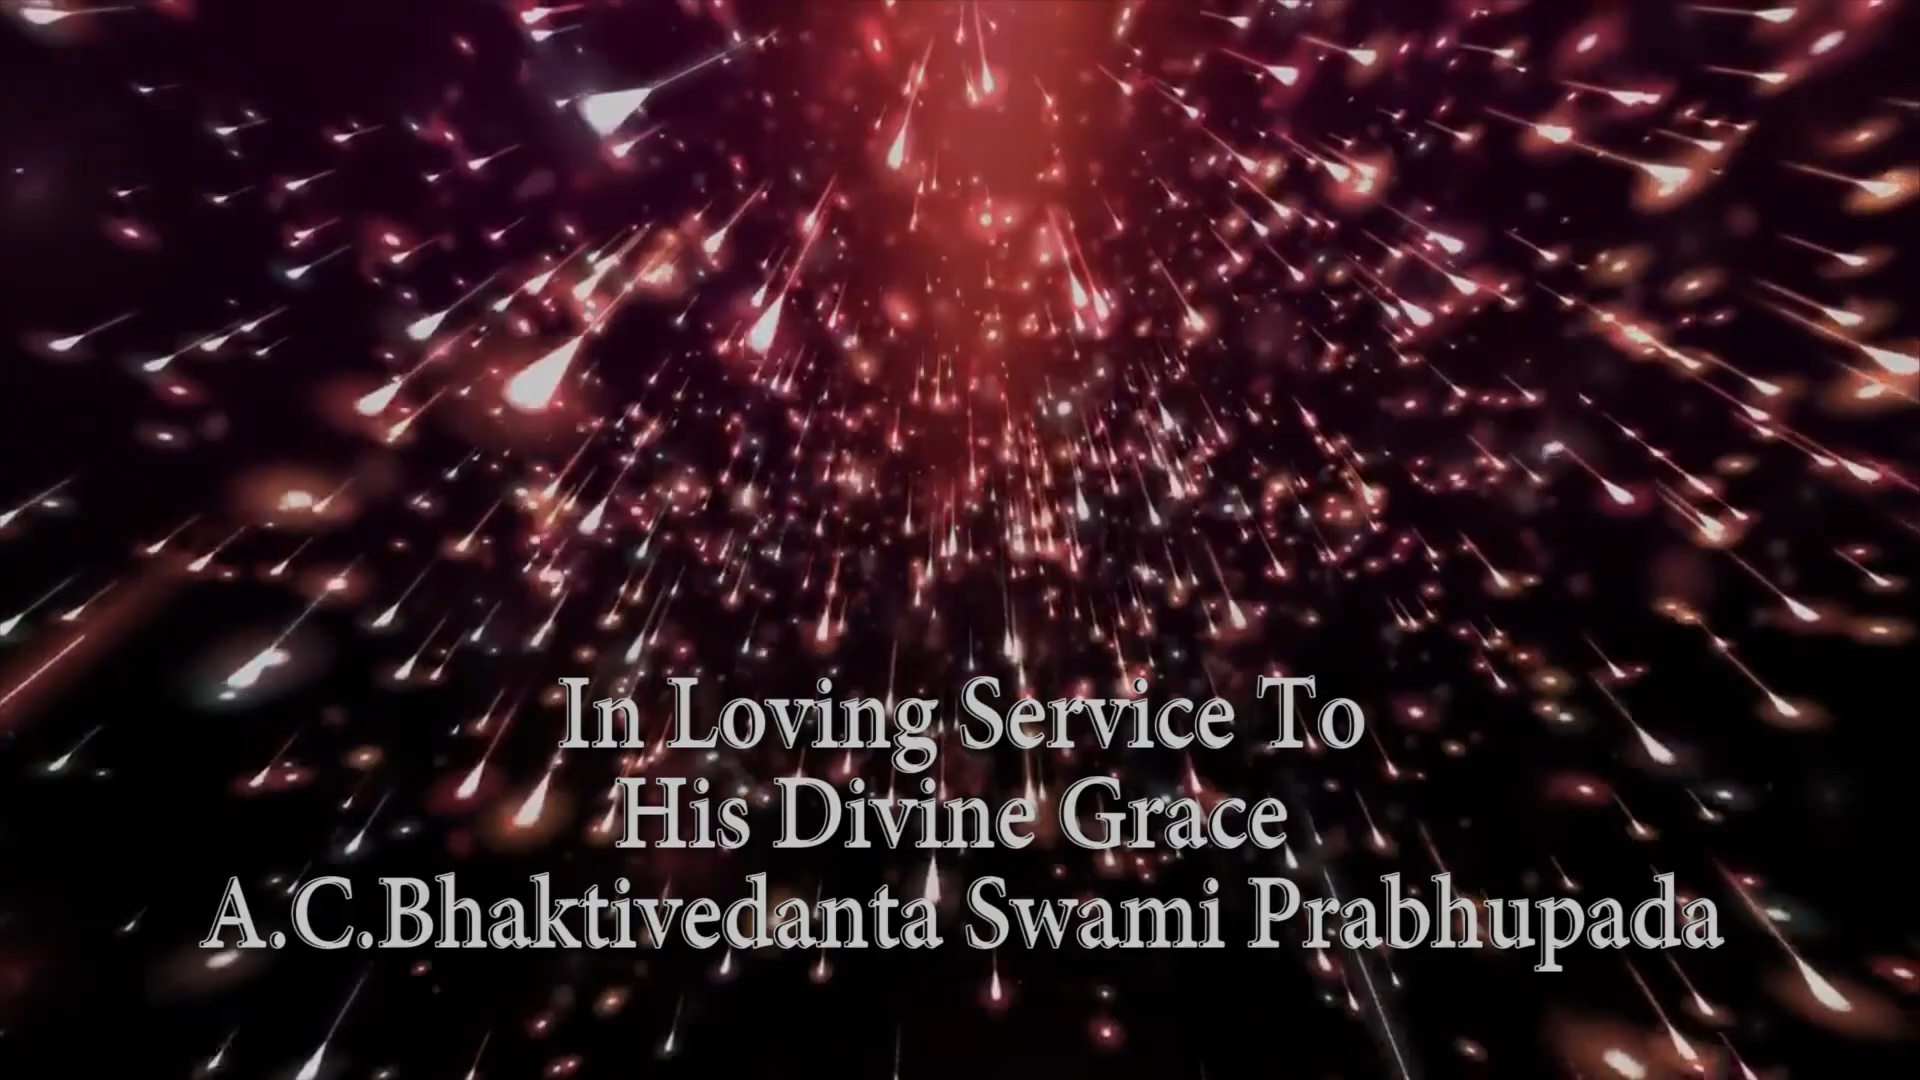 In Loving Service To
His Divine Grace
A.C.Bhaktivedanta Swami Prabhupada